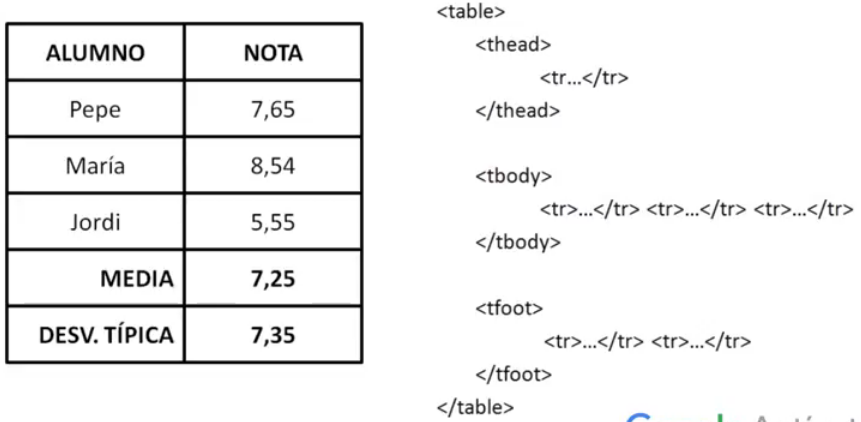 ALUMNO NOTA
Pepe 7,65
María 8,54
Jordi 5,55
MEDIA 7,25
DESV. TÍPICA 7,35
<table>
<thead>
<tr...</tr>
</thead>
<tbody>
<tr>...</tr> <tr>...</tr> <tr>...</tr>
</tbody>
<tfoot>
<tr>...</tr> <tr>...</tr>
</tfoot>
</table>